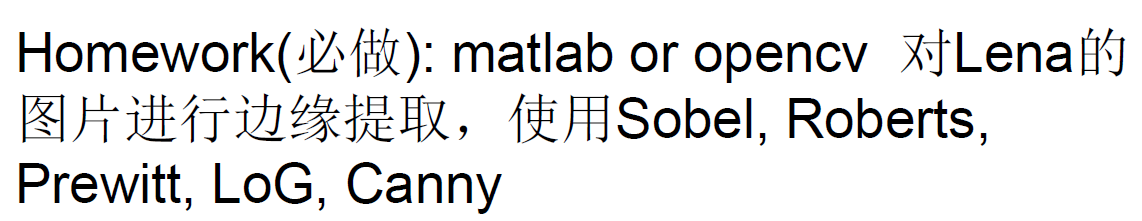 Homework(必做): matlab or opencv 对Lena的
图片进行边缘提取，使用Sobel, Roberts,
Prewitt, LoG, Canny